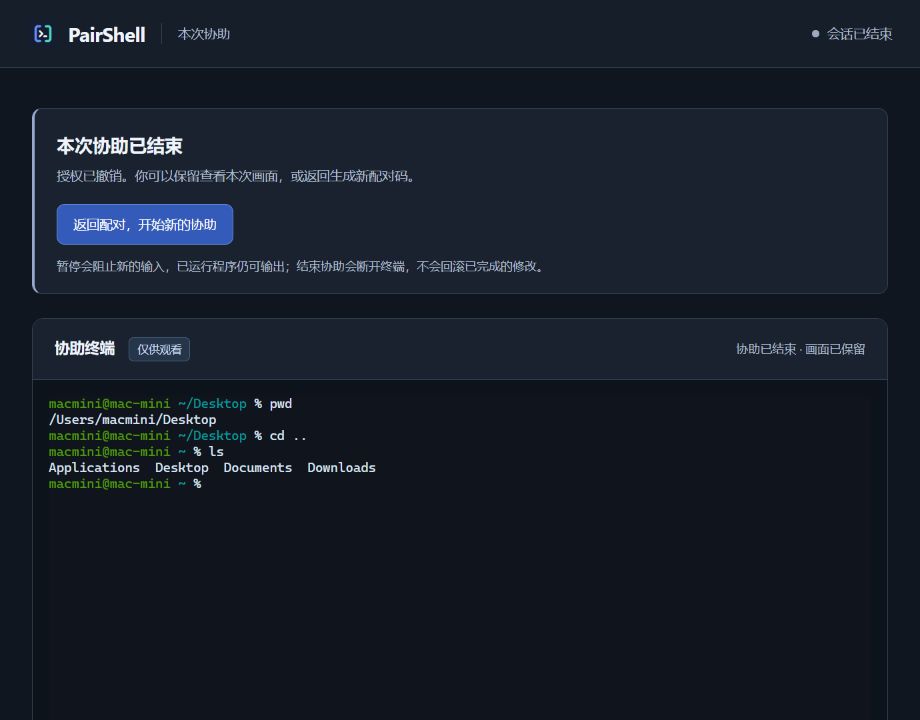 PairShell 本次协助 会话已结束
本次协助已结束
授权已撤销。你可以保留查看本次画面，或返回生成新配对码。
返回配对，开始新的协助
暂停会阻止新的输入，已运行程序仍可输出；结束协助会断开终端，不会回滚已完成的修改。
协助终端 仅供观看 协助已结束 · 画面已保留
macmini@mac-mini ~/Desktop % pwd
/Users/macmini/Desktop
macmini@mac-mini ~/Desktop % cd ..
macmini@mac-mini ~ % ls
Applications  Desktop  Documents  Downloads
macmini@mac-mini ~ %